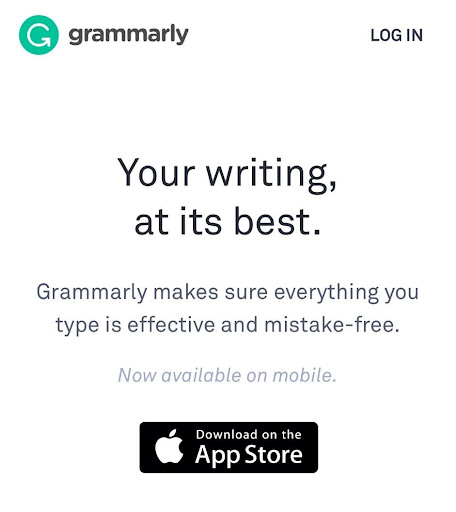 grammarly
LOG IN
Your writing,
at its best.
Grammarly makes sure everything you
type is effective and mistake-free.
Now available on mobile.
Download on the
App Store